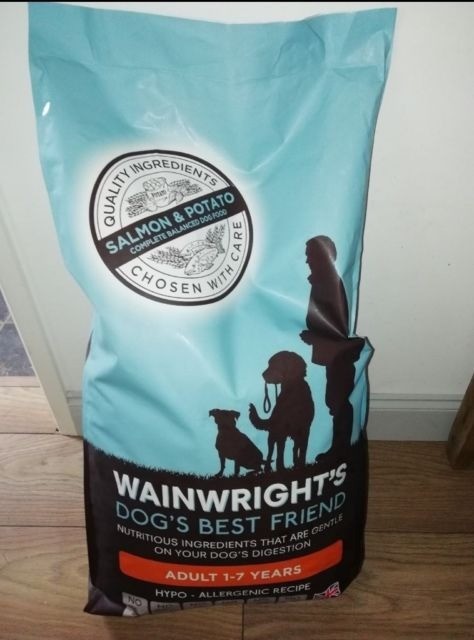 QUALITY INGREDIENTS
SALMON & POTATO
COMPLETE BALANCED DOG FOOD
CHOSEN WITH CARE
WAINWRIGHT'S
DOG'S BEST FRIEND
NUTRITIOUS INGREDIENTS THAT ARE GENTLE
ON YOUR DOG'S DIGESTION
ADULT 1-7 YEARS
HYPO - ALLERGENIC RECIPE
NO